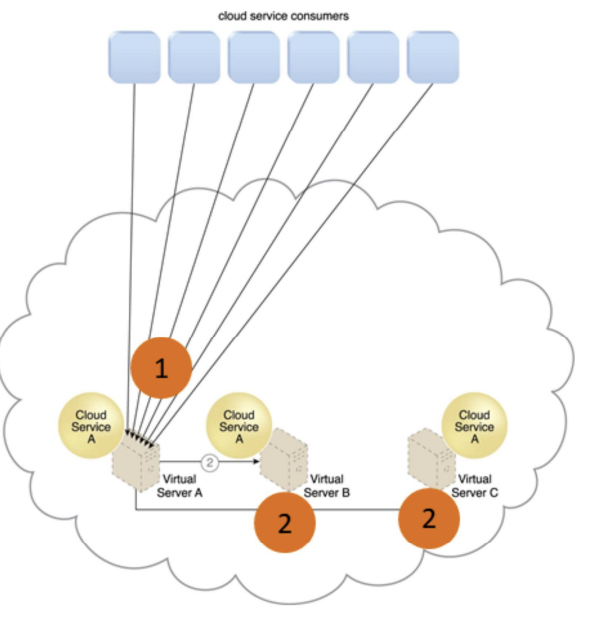 cloud service consumers
1
Cloud
Service
A
Cloud
Service
A
Cloud
Service
A
2
Virtual
Server A
Virtual
Server B
Virtual
Server C
2
2